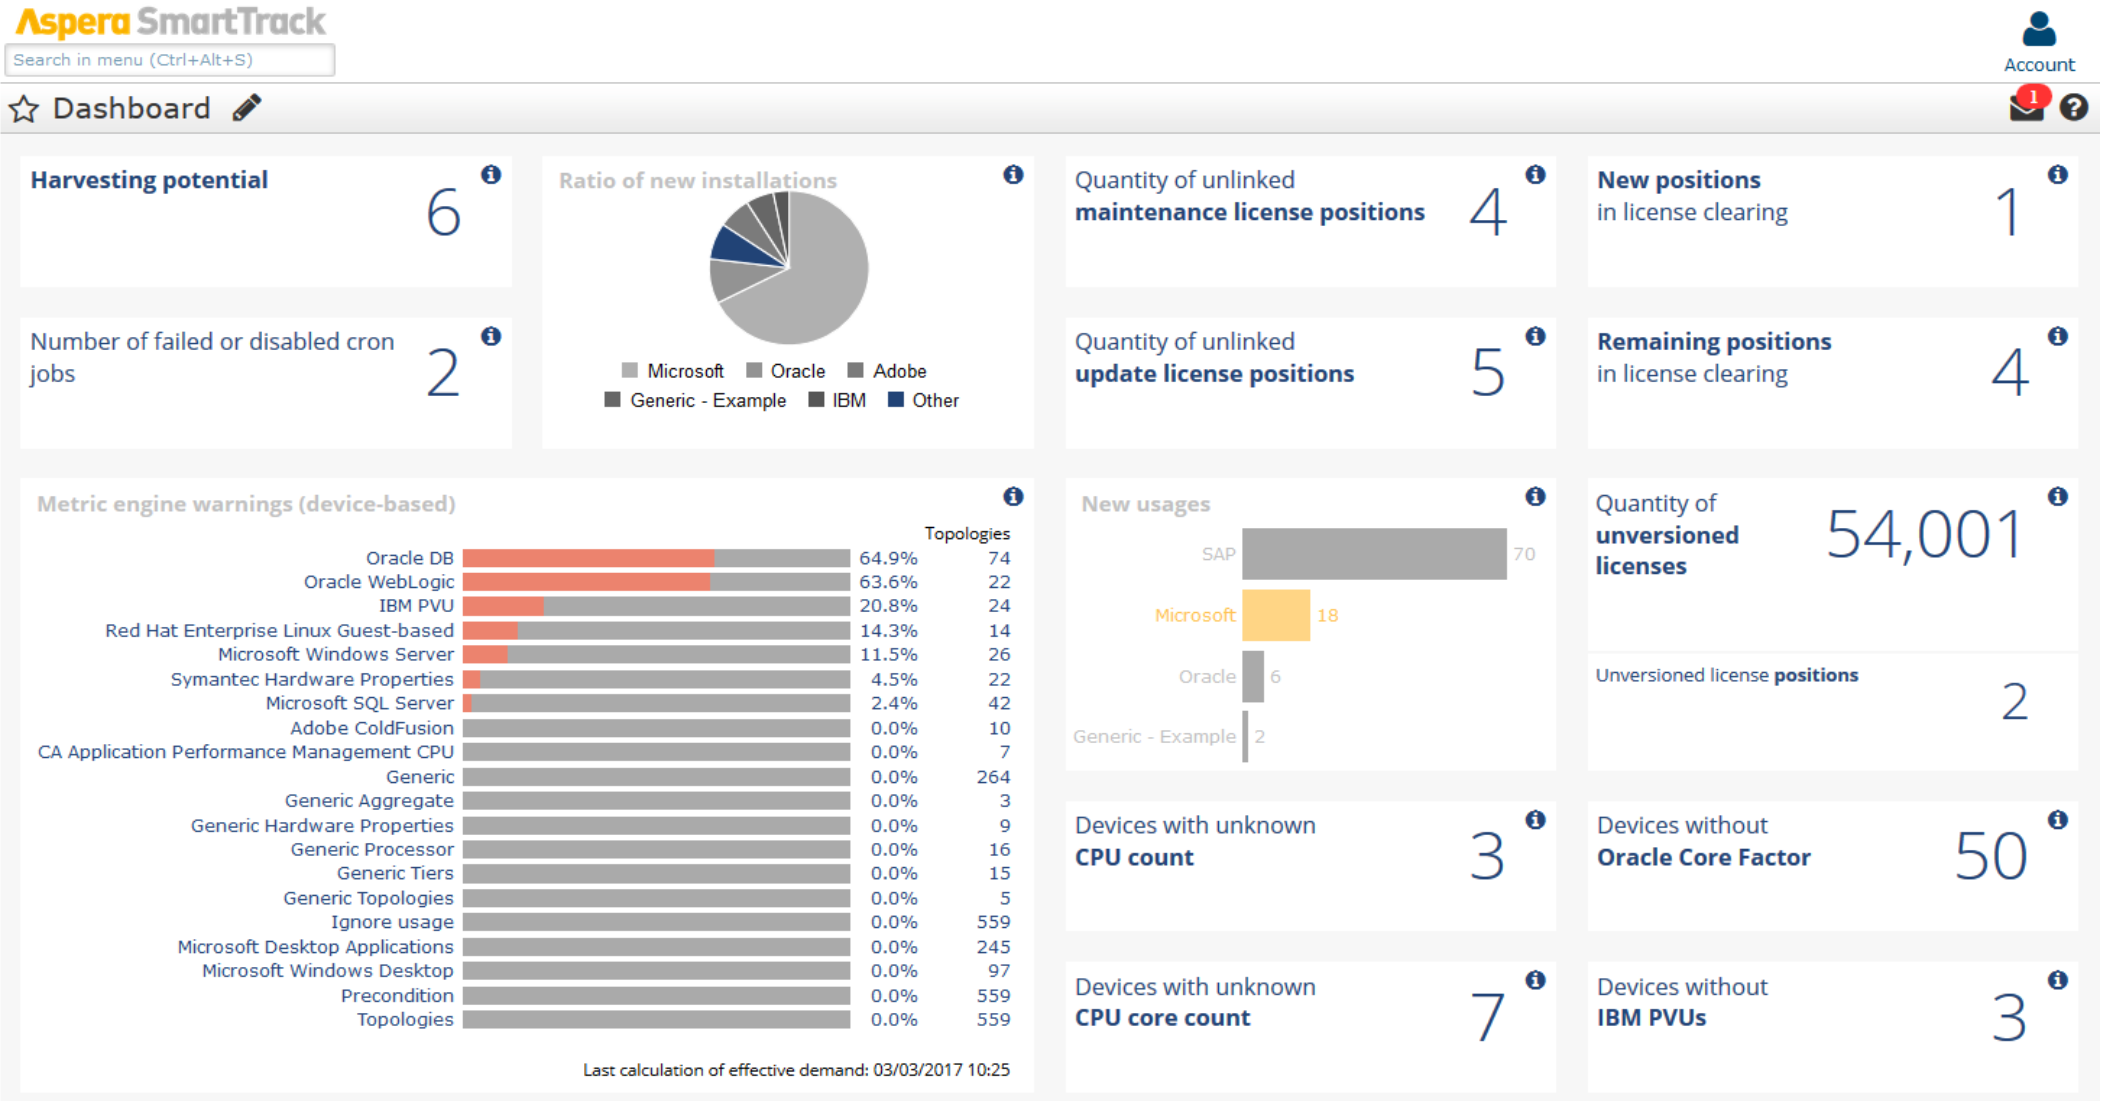 Aspera SmartTrack
Search in menu (Ctrl+Alt+S)
Account
Dashboard
1
Harvesting potential
6
Number of failed or disabled cron
jobs
2
Ratio of new installations
Microsoft Oracle Adobe
Generic - Example IBM Other
Quantity of unlinked
maintenance license positions
4
Quantity of unlinked
update license positions
5
New positions
in license clearing
1
Remaining positions
in license clearing
4
Metric engine warnings (device-based)
Topologies
Oracle DB 64.9% 74
Oracle WebLogic 63.6% 22
IBM PVU 20.8% 24
Red Hat Enterprise Linux Guest-based 14.3% 14
Microsoft Windows Server 11.5% 26
Symantec Hardware Properties 4.5% 22
Microsoft SQL Server 2.4% 42
Adobe ColdFusion 0.0% 10
CA Application Performance Management CPU 0.0% 7
Generic 0.0% 264
Generic Aggregate 0.0% 3
Generic Hardware Properties 0.0% 9
Generic Processor 0.0% 16
Generic Tiers 0.0% 15
Generic Topologies 0.0% 5
Ignore usage 0.0% 559
Microsoft Desktop Applications 0.0% 245
Microsoft Windows Desktop 0.0% 97
Precondition 0.0% 559
Topologies 0.0% 559
Last calculation of effective demand: 03/03/2017 10:25
New usages
SAP 70
Microsoft 18
Oracle 6
Generic - Example 2
Quantity of
unversioned
licenses
54,001
Unversioned license positions
2
Devices with unknown
CPU count
3
Devices without
Oracle Core Factor
50
Devices with unknown
CPU core count
7
Devices without
IBM PVUs
3